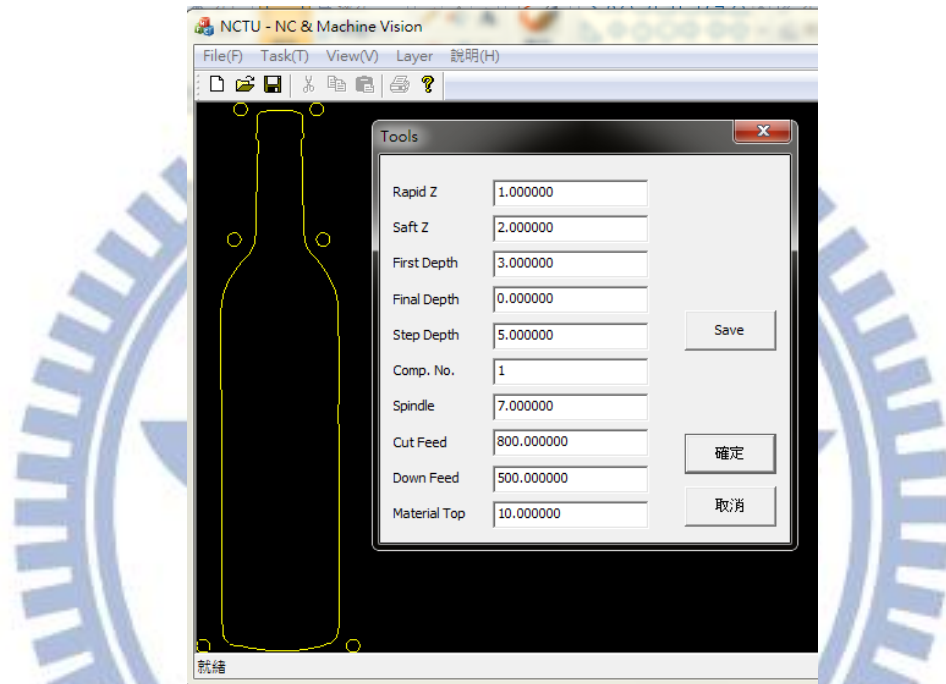 NCTU - NC & Machine Vision
File(F) Task(T) View(V) Layer 說明(H)
Tools
Rapid Z 1.000000
Saft Z 2.000000
First Depth 3.000000
Final Depth 0.000000
Step Depth 5.000000
Save
Comp. No. 1
Spindle 7.000000
Cut Feed 800.000000
確定
Down Feed 500.000000
取消
Material Top 10.000000
就緒